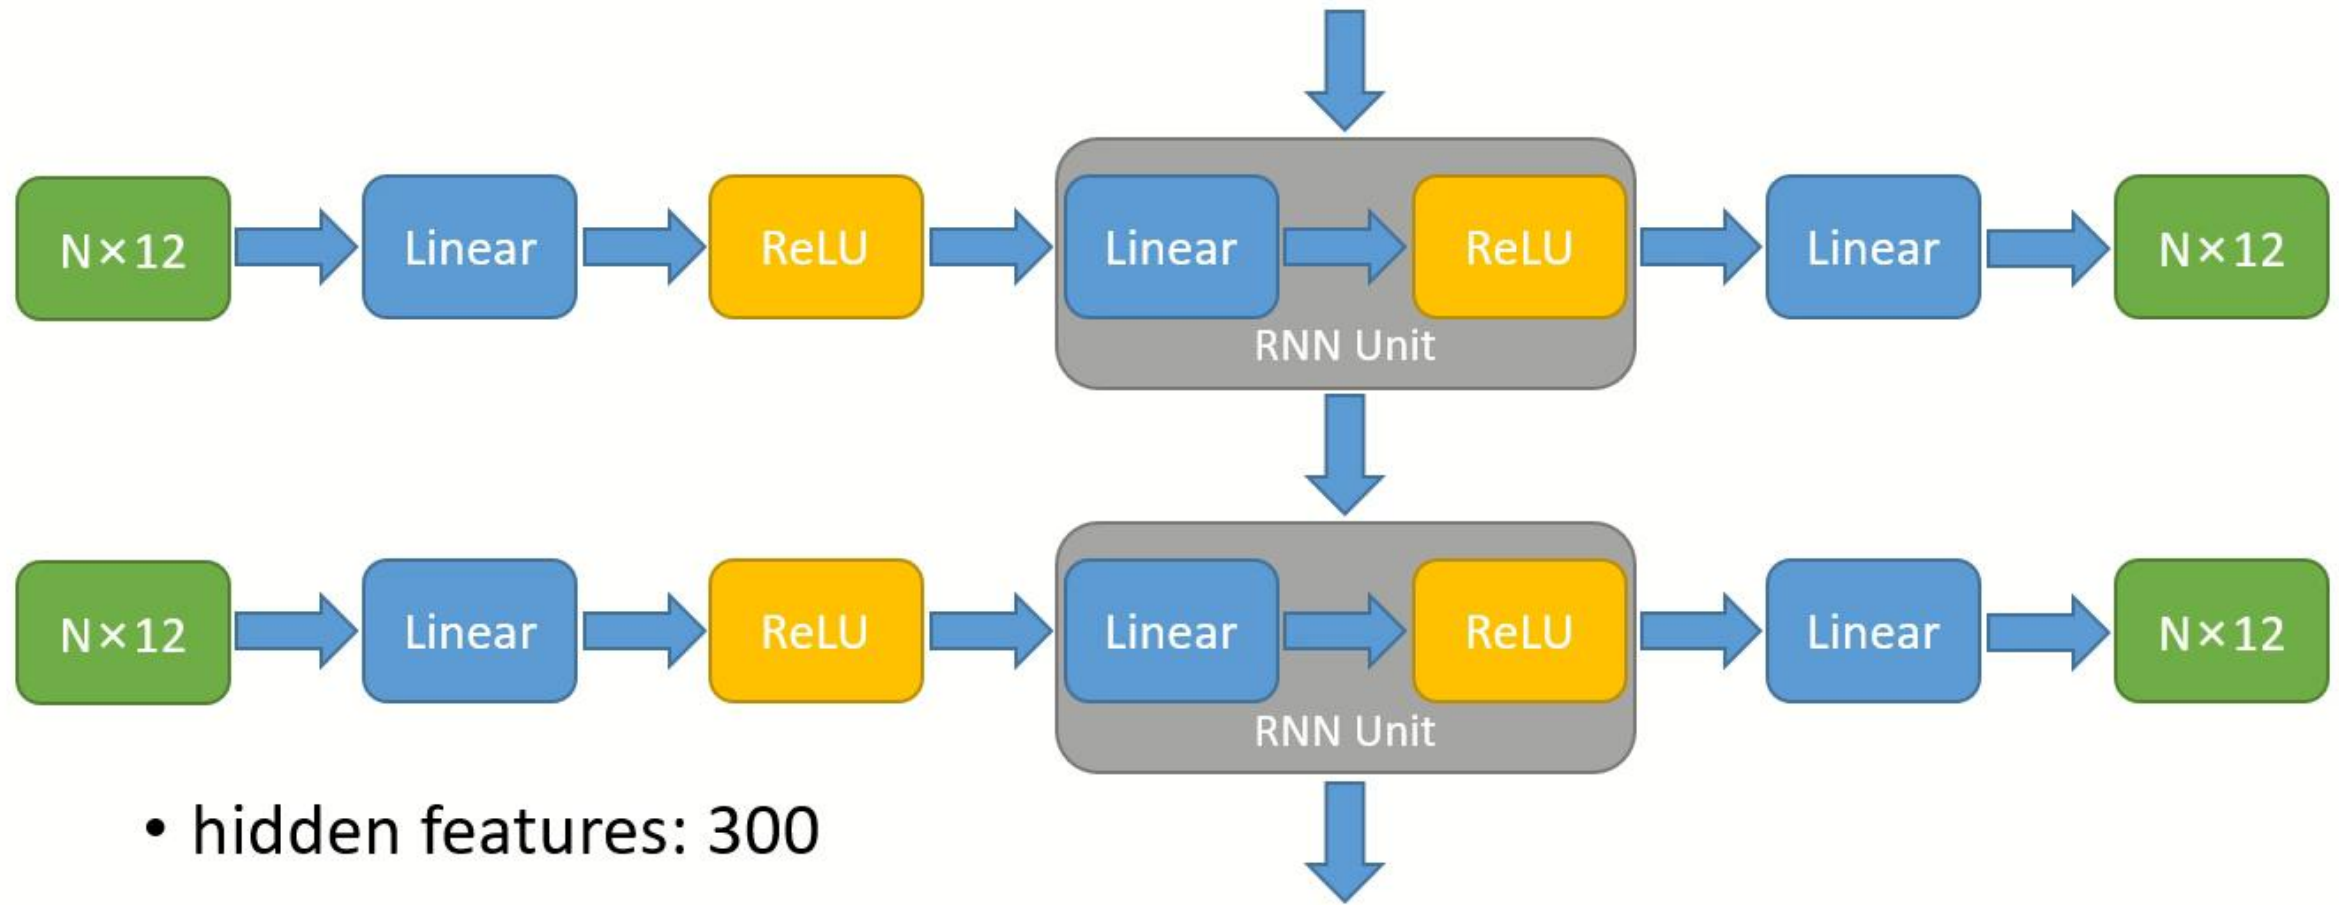 N×12
Linear
ReLU
Linear
ReLU
RNN Unit
Linear
N×12
N×12
Linear
ReLU
Linear
ReLU
RNN Unit
Linear
N×12
• hidden features: 300